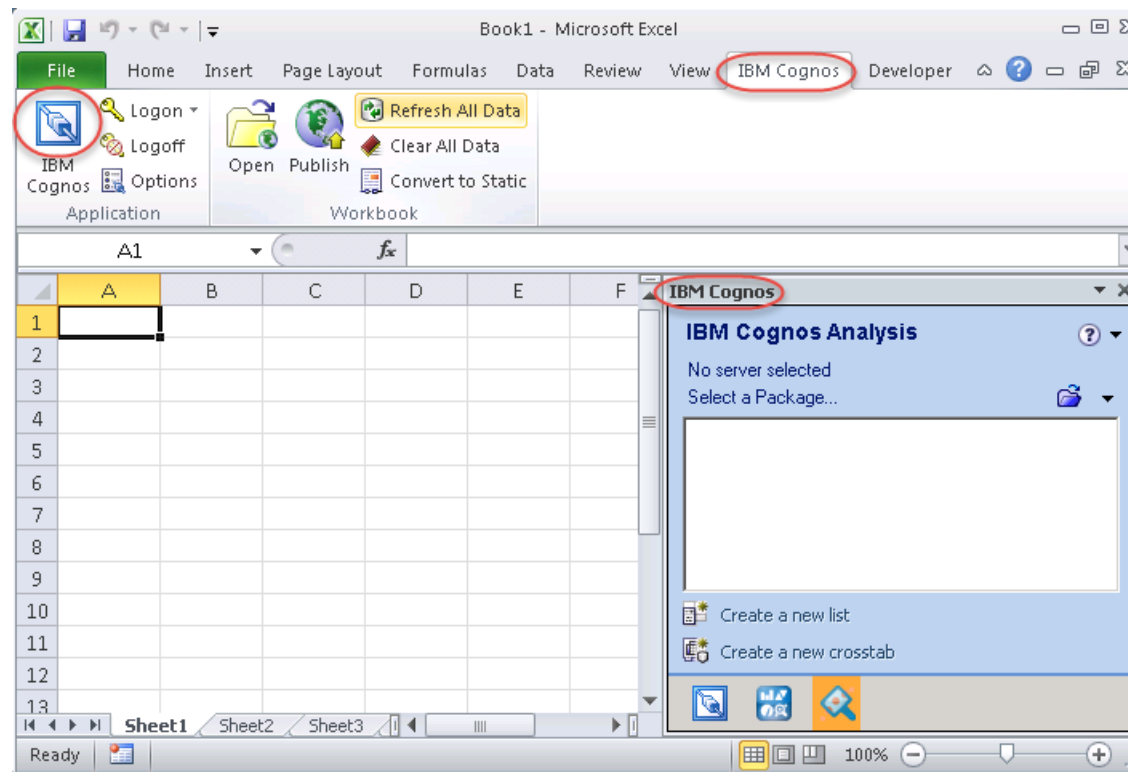 Book1 - Microsoft Excel
File Home Insert Page Layout Formulas Data Review View IBM Cognos Developer
IBM Cognos
Logon
Logoff
Options
Application
Open
Publish
Refresh All Data
Clear All Data
Convert to Static
Workbook
A1
fx
A B C D E F
1
2
3
4
5
6
7
8
9
10
11
12
13
IBM Cognos
IBM Cognos Analysis
No server selected
Select a Package...
Create a new list
Create a new crosstab
Sheet1 Sheet2 Sheet3
Ready
100%